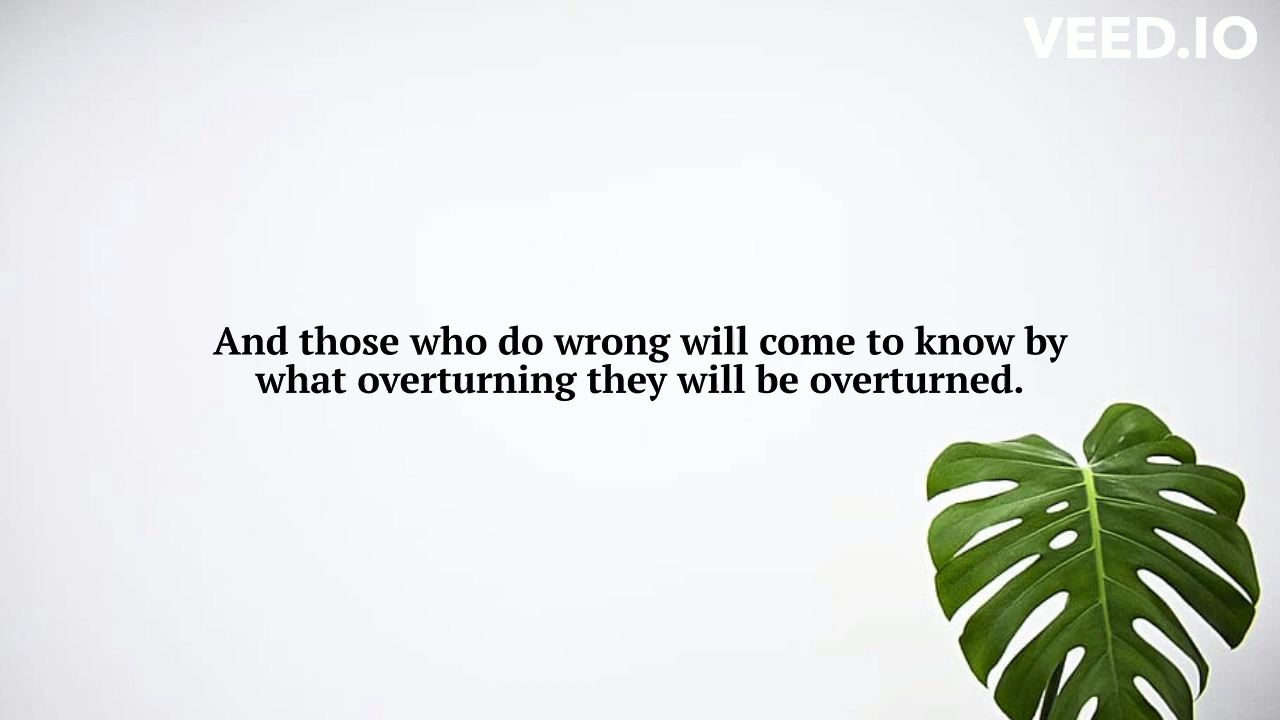 VEED.IO
And those who do wrong will come to know by
what overturning they will be overturned.